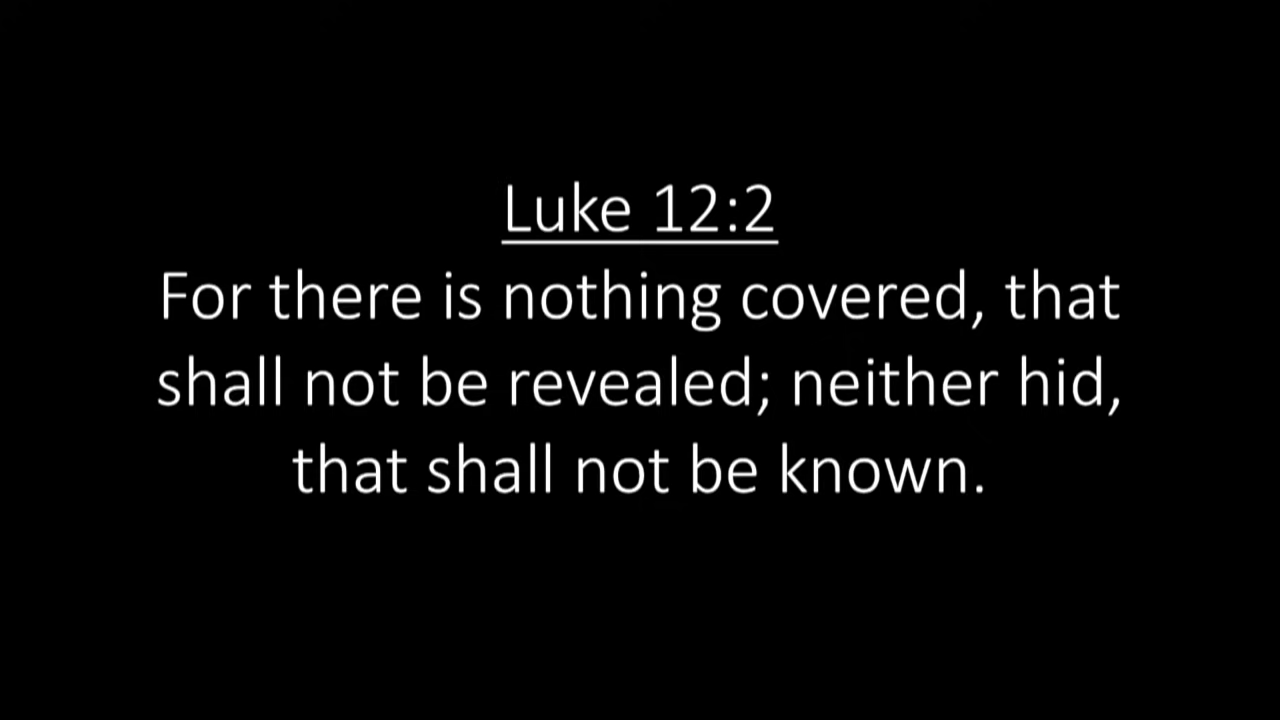 Luke 12:2
For there is nothing covered, that
shall not be revealed; neither hid,
that shall not be known.